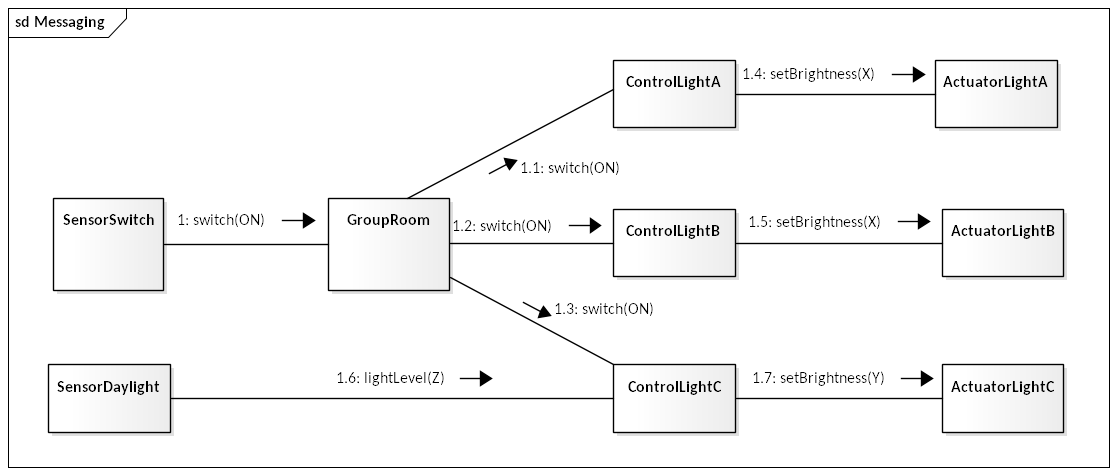 sd Messaging
ControlLightA
1.4: setBrightness(X)
ActuatorLightA
1.1: switch(ON)
SensorSwitch
1: switch(ON)
GroupRoom
1.2: switch(ON)
ControlLightB
1.5: setBrightness(X)
ActuatorLightB
1.3: switch(ON)
SensorDaylight
1.6: lightLevel(Z)
ControlLightC
1.7: setBrightness(Y)
ActuatorLightC